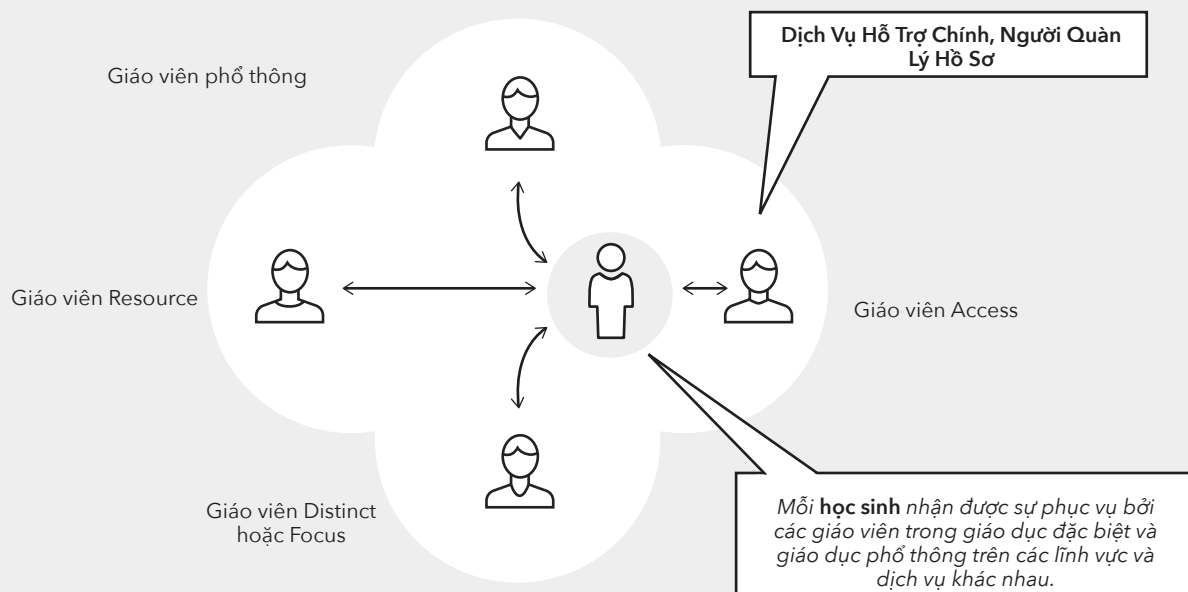 Dịch Vụ Hỗ Trợ Chính, Người Quàn
Lý Hồ Sơ
Giáo viên phổ thông
Giáo viên Resource
Giáo viên Access
Giáo viên Distinct
hoặc Focus
Mỗi học sinh nhận được sự phục vụ bởi
các giáo viên trong giáo dục đặc biệt và
giáo dục phổ thông trên các lĩnh vực và
dịch vụ khác nhau.